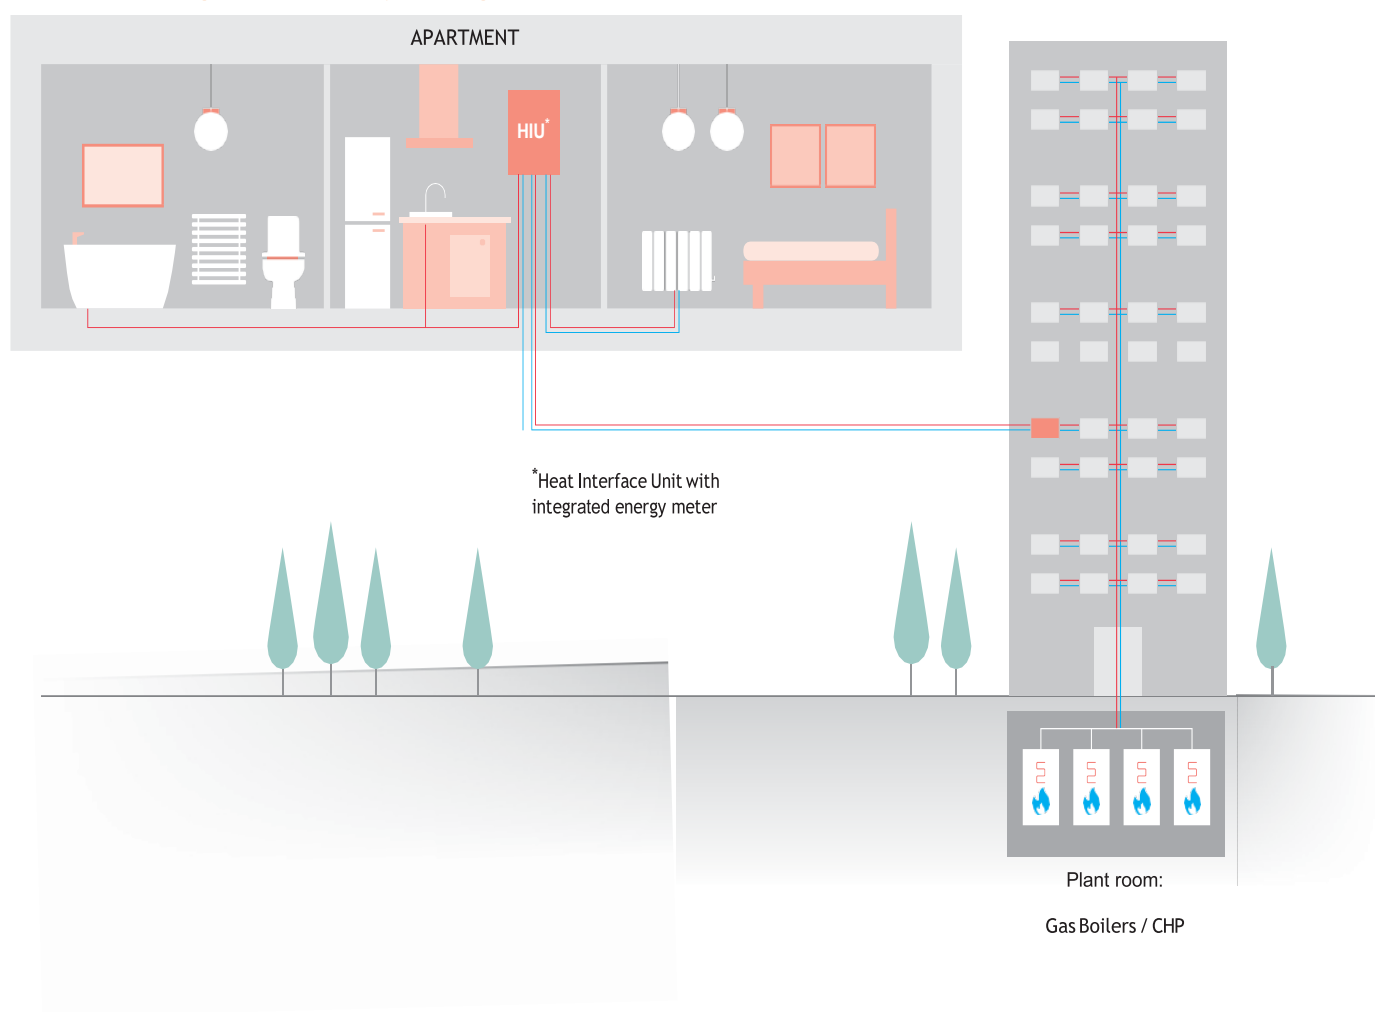 APARTMENT
HIU*
*Heat Interface Unit with
integrated energy meter
Plant room:
Gas Boilers / CHP